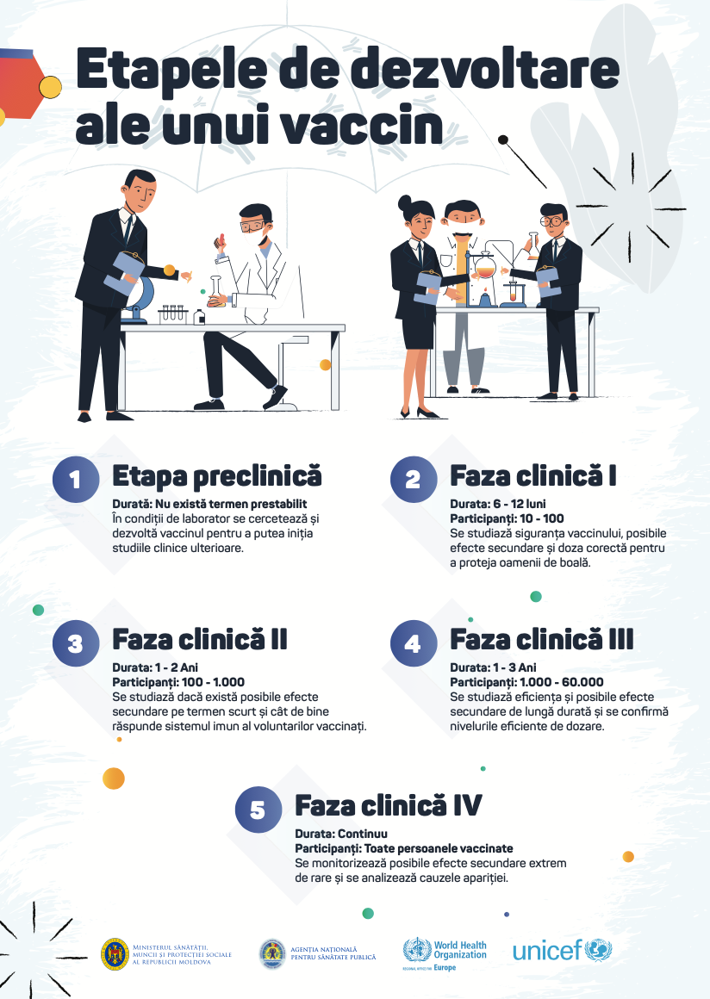 Etapele de dezvoltare
ale unui vaccin
1
Etapa preclinică
Durată: Nu există termen prestabilit
În condiții de laborator se cercetează și
dezvoltă vaccinul pentru a putea iniția
studiile clinice ulterioare.
2
Faza clinică I
Durata: 6 - 12 luni
Participanți: 10 - 100
Se studiază siguranța vaccinului, posibile
efecte secundare și doza corectă pentru
a proteja oamenii de boală.
3
Faza clinică II
Durata: 1 - 2 Ani
Participanți: 100 - 1.000
Se studiază dacă există posibile efecte
secundare pe termen scurt și cât de bine
răspunde sistemul imun al voluntarilor vaccinați.
4
Faza clinică III
Durata: 1 - 3 Ani
Participanți: 1.000 - 60.000
Se studiază eficiența și posibile efecte
secundare de lungă durată și se confirmă
nivelurile eficiente de dozare.
5
Faza clinică IV
Durata: Continuu
Participanți: Toate persoanele vaccinate
Se monitorizează posibile efecte secundare extrem
de rare și se analizează cauzele apariției.
Ministerul Sănătății,
Muncii și Protecției Sociale
al Republicii Moldova
Agenția Națională
pentru Sănătate Publică
World Health
Organization
REGIONAL OFFICE FOR Europe
unicef